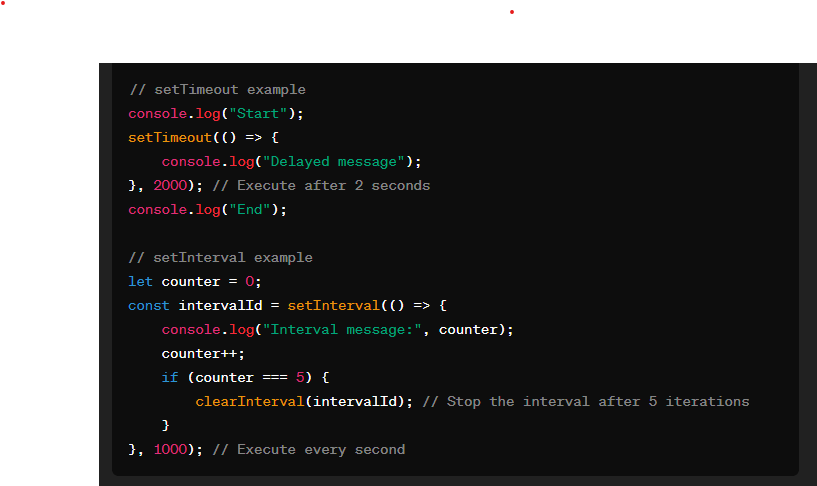 // setTimeout example
console.log("Start");
setTimeout(() => {
    console.log("Delayed message");
}, 2000); // Execute after 2 seconds
console.log("End");

// setInterval example
let counter = 0;
const intervalId = setInterval(() => {
    console.log("Interval message:", counter);
    counter++;
    if (counter === 5) {
        clearInterval(intervalId); // Stop the interval after 5 iterations
    }
}, 1000); // Execute every second